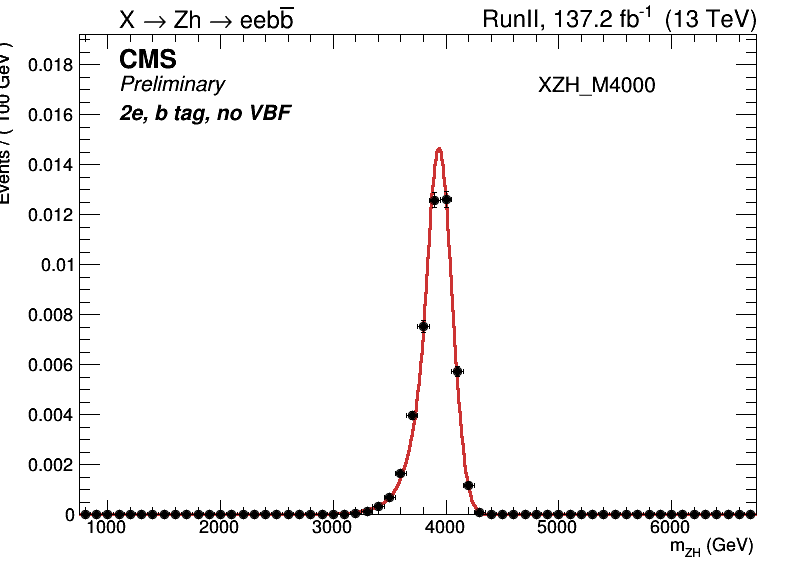 X → Zh → eebb̅
RunII, 137.2 fb⁻¹ (13 TeV)
CMS
Preliminary
2e, b tag, no VBF
XZH_M4000
Events / ( 100 GeV )
0.018
0.016
0.014
0.012
0.01
0.008
0.006
0.004
0.002
0
1000 2000 3000 4000 5000 6000
m_ZH (GeV)